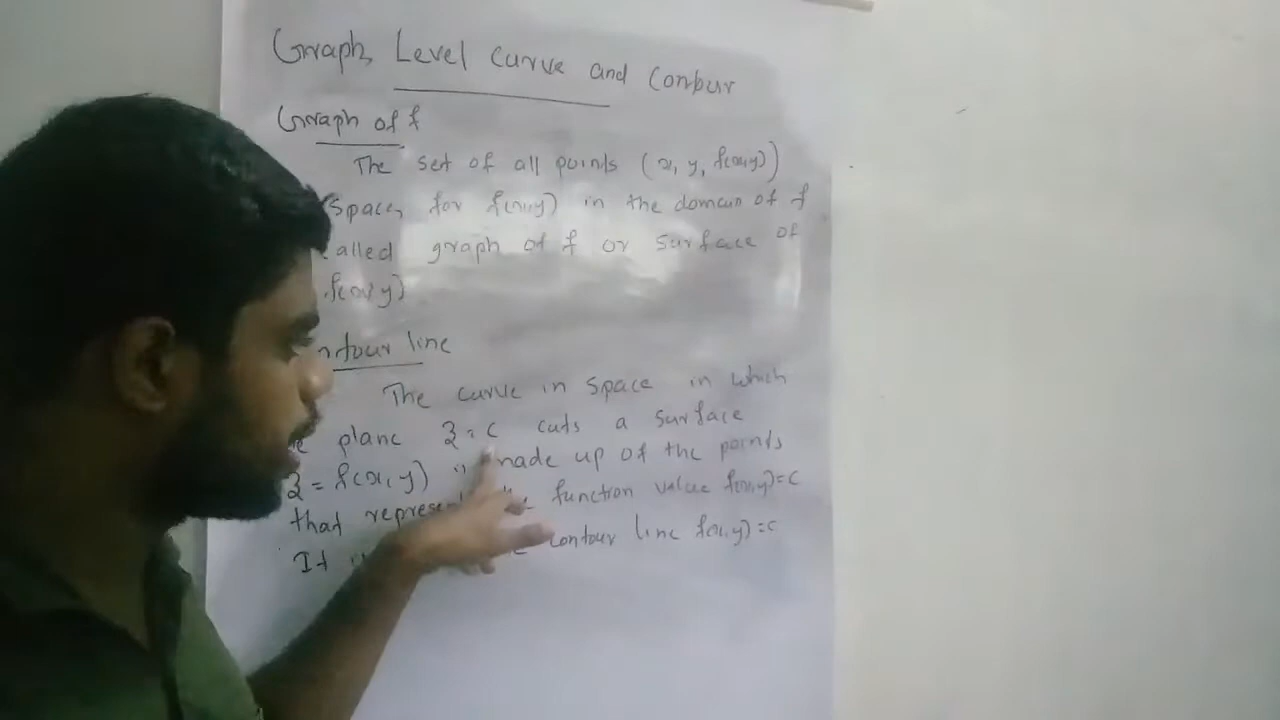 Graph, Level curve and Contour
Graph of f
The set of all points (x, y, f(x,y))
Space, for f(x,y) in the domain of f
called graph of f or surface of
f(x,y)
ntour line
The curve in space in which
plane z=c cuts a surface
z = f(x,y) made up of the points
that represent function value f(x,y)=c
It contour line f(x,y)=c